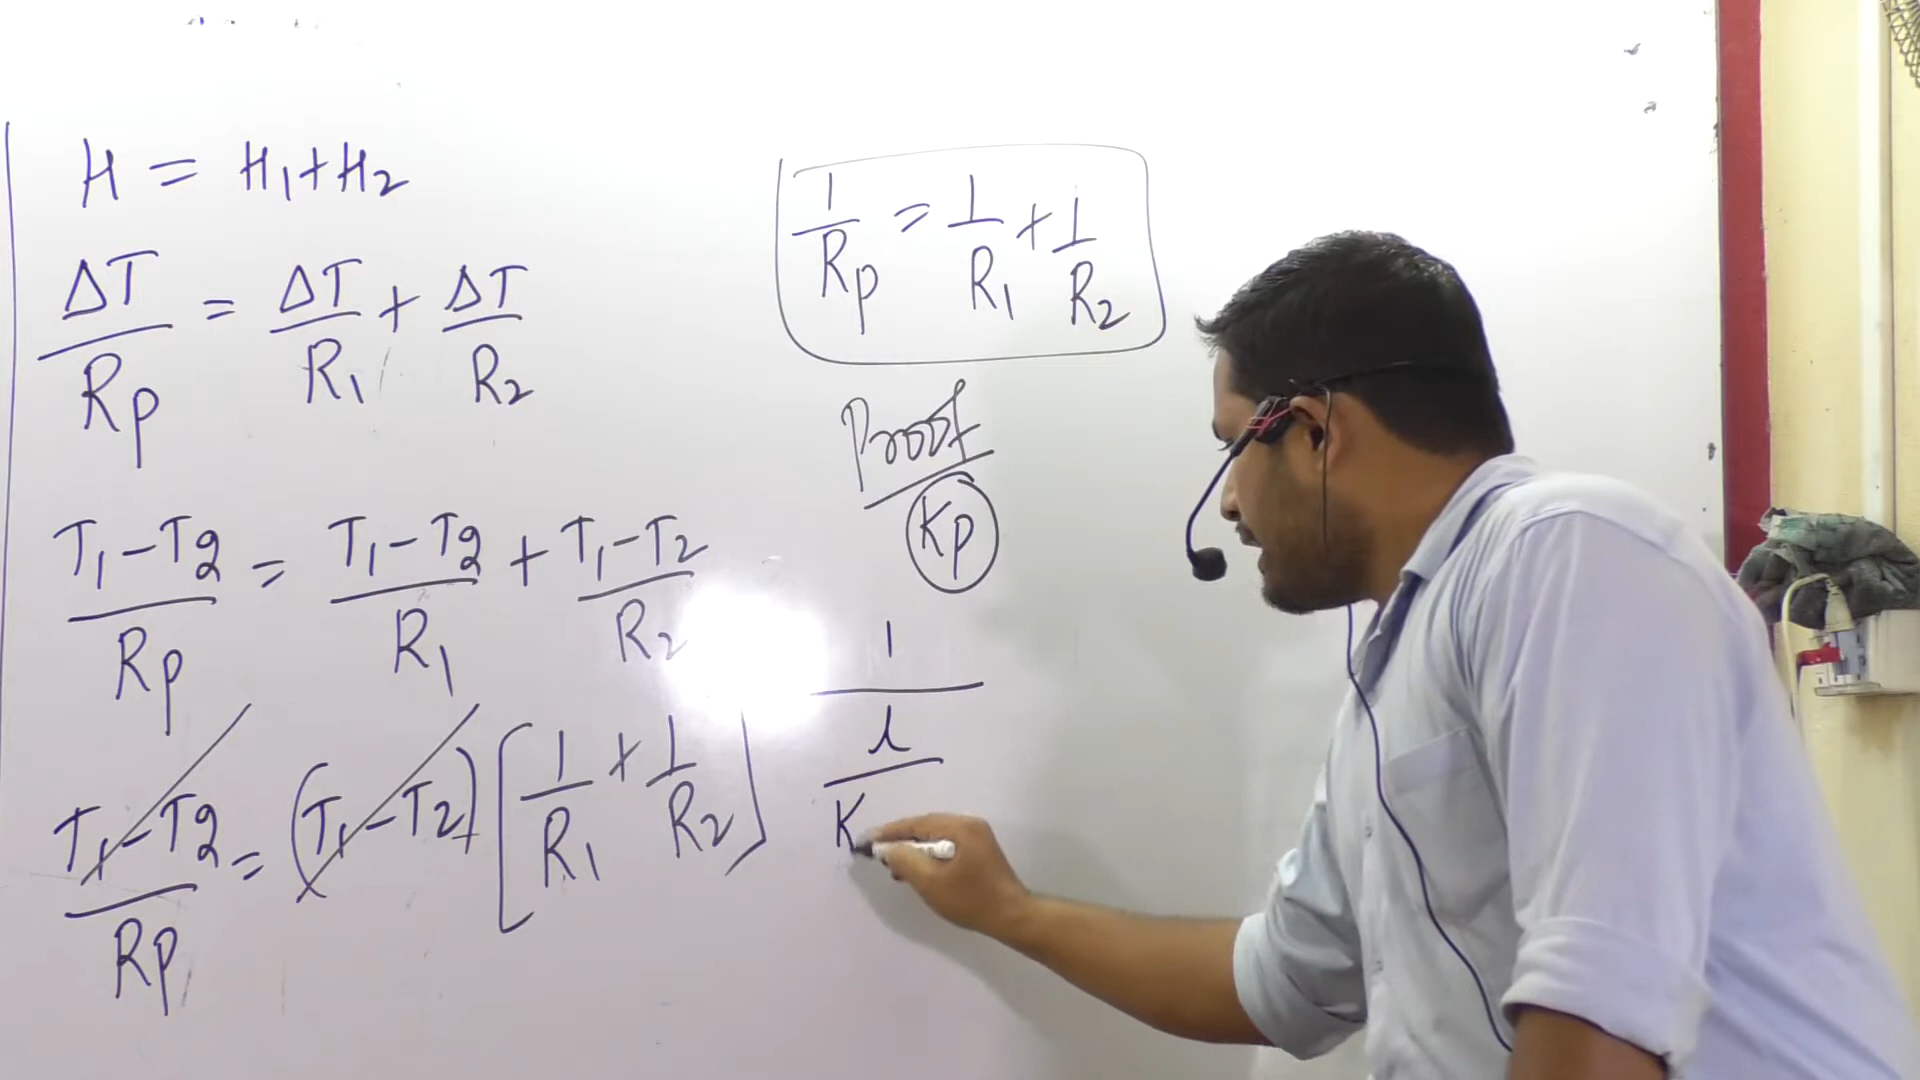 H = H₁+H₂
ΔT/Rp = ΔT/R₁ + ΔT/R₂
T₁-T₂/Rp = T₁-T₂/R₁ + T₁-T₂/R₂
T₁-T₂/Rp = (T₁-T₂) [1/R₁ + 1/R₂]
1/Rp = 1/R₁ + 1/R₂
Proof
Kp
1
l
K